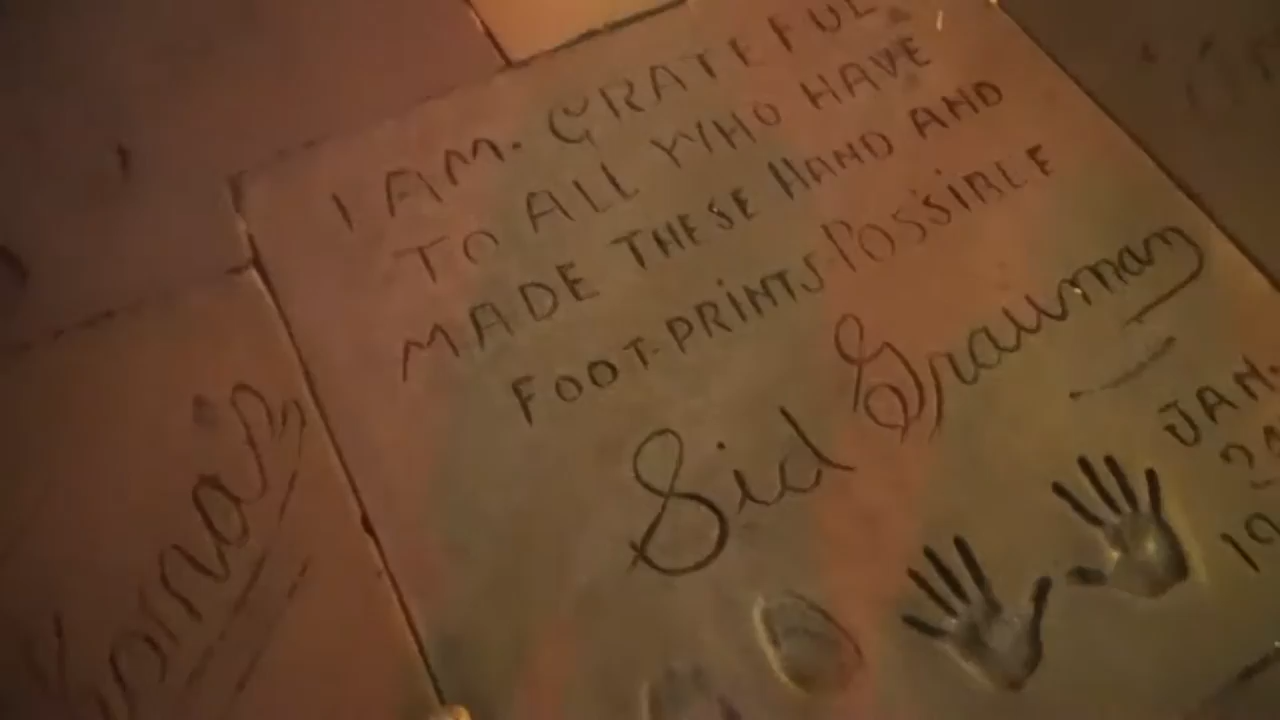 I AM. GRATEFUL
TO ALL WHO HAVE
MADE THESE HAND AND
FOOT-PRINTS POSSIBLE
Sid Grauman
JAN.